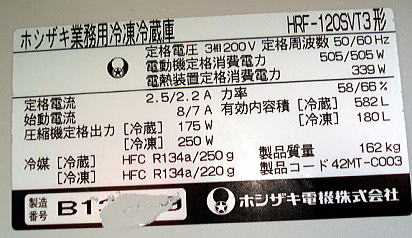 ホシザキ業務用冷凍冷蔵庫 HRF-120SVT3形
定格電圧 3相200V 定格周波数 50/60Hz
電動機定格消費電力 505/505W
電熱装置定格消費電力 339W
定格電流 2.5/2.2A 力率 58/66%
始動電流 8/7A 有効内容積 [冷蔵] 582L
圧縮機定格出力 [冷蔵] 175W [冷凍] 180L
[冷凍] 250W
冷媒 [冷蔵] HFC R134a/250g 製品質量 162kg
[冷凍] HFC R134a/220g 製品コード 42MT-C003
製造番号 ホシザキ電機株式会社